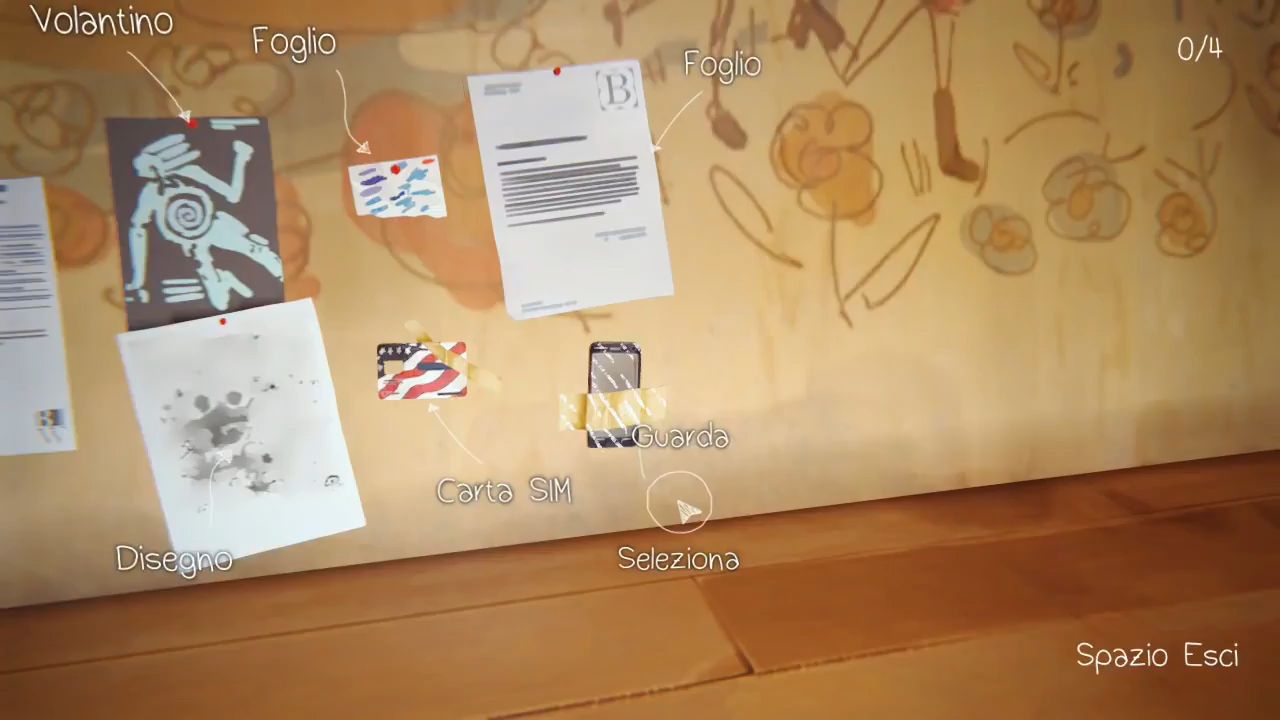 Volantino
Foglio
Foglio
0/4
B
Guarda
Carta SIM
Disegno
Seleziona
Spazio Esci